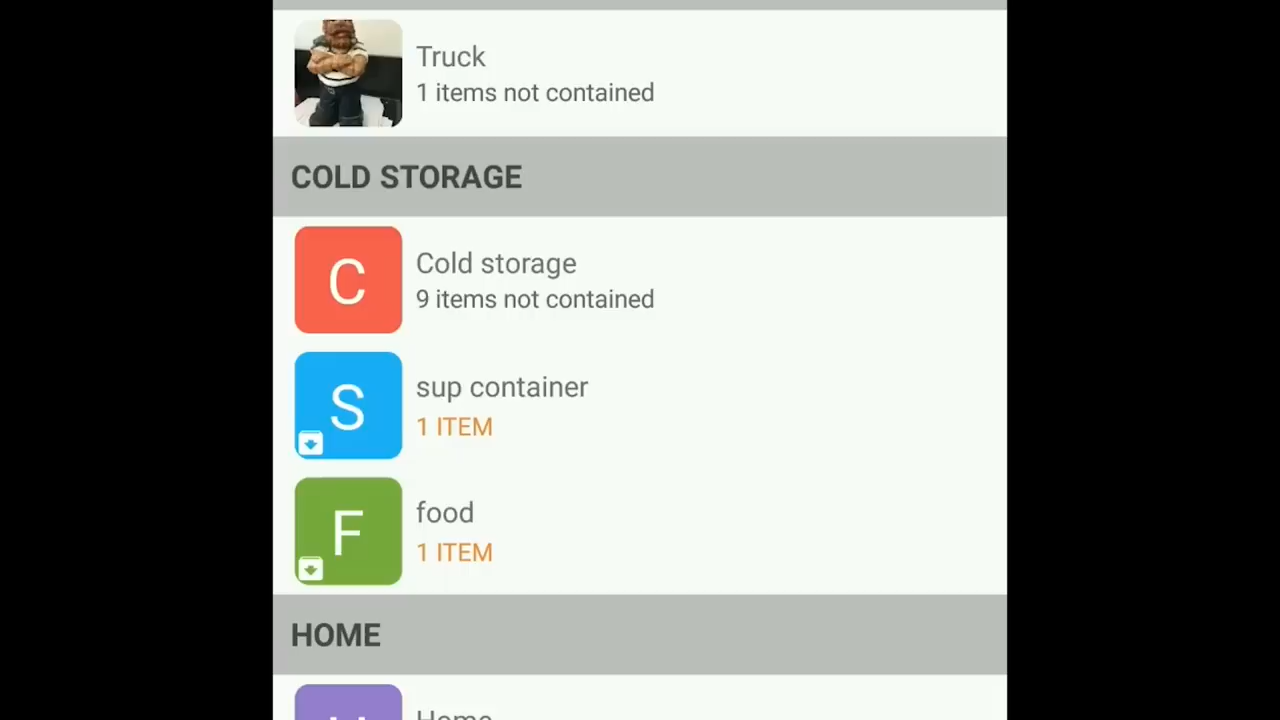 Truck
1 items not contained
COLD STORAGE
C
Cold storage
9 items not contained
S
sup container
1 ITEM
F
food
1 ITEM
HOME
Home